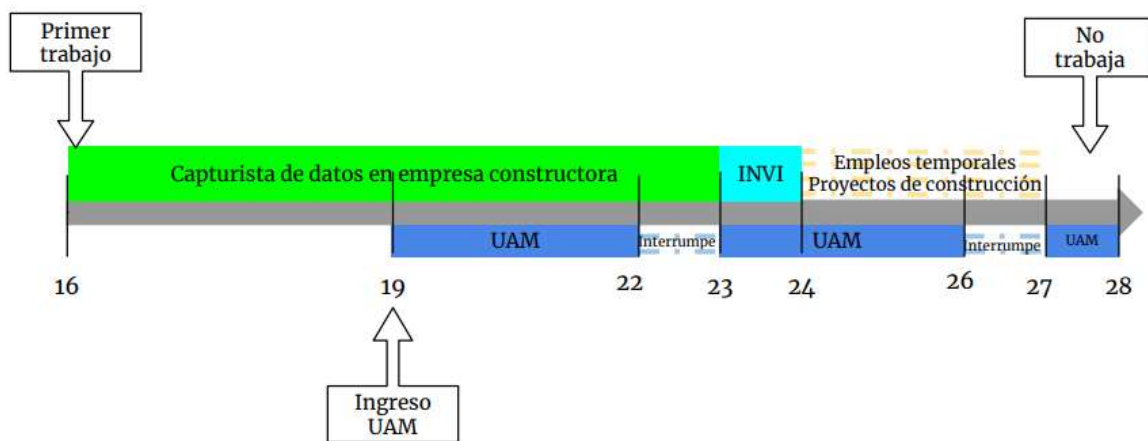 Primer
trabajo
No
trabaja
Capturista de datos en empresa constructora
INVI
Empleos temporales
Proyectos de construcción
UAM
Interrumpe
UAM
Interrumpe
UAM
16
19
22
23
24
26
27
28
Ingreso
UAM